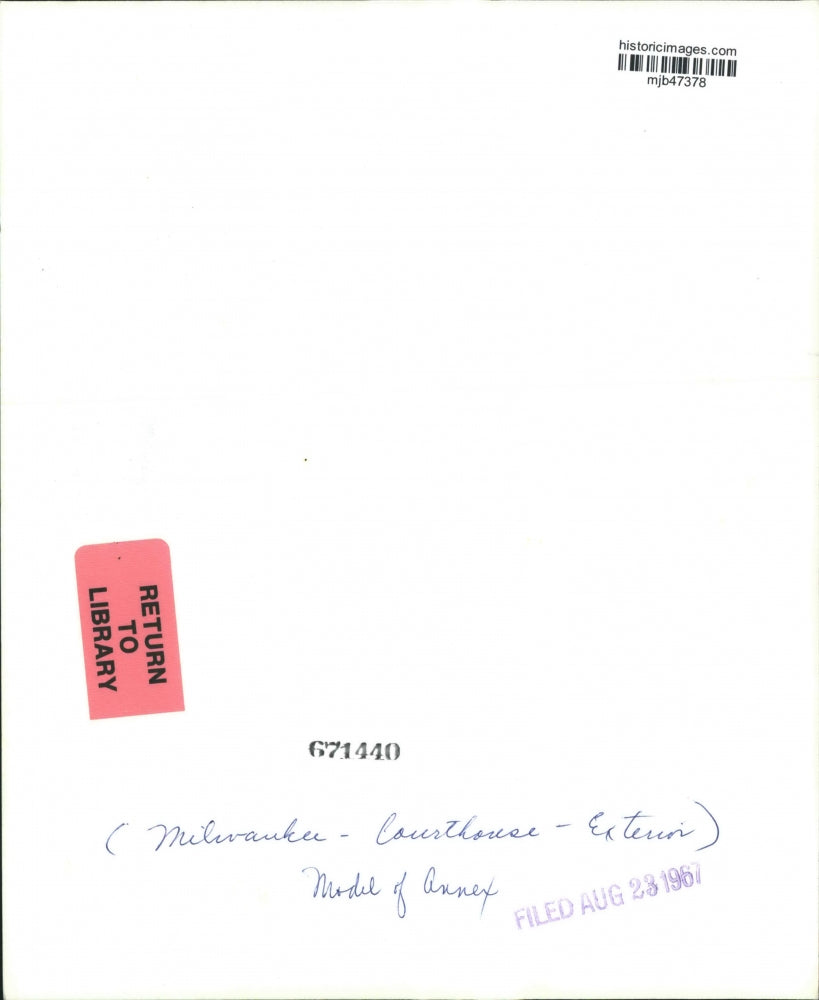 historicimages.com
mjb47378
RETURN
TO
LIBRARY
671440
(Milwaukee - Courthouse - Exterior)
Model of Annex
FILED AUG 23 1967